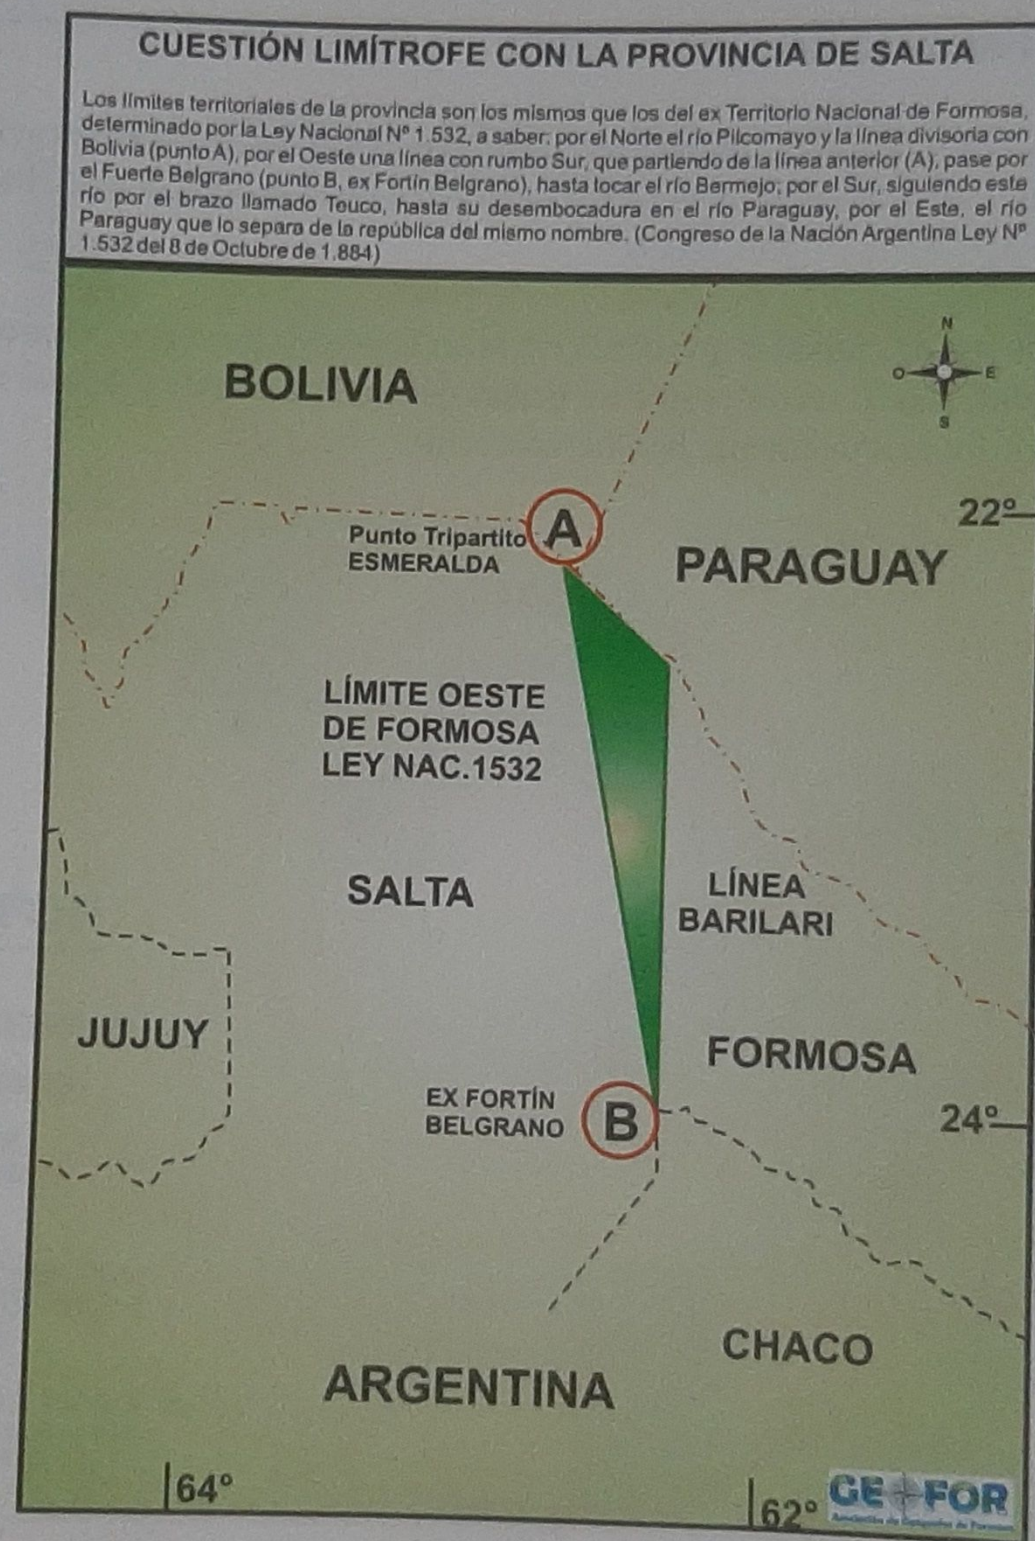 CUESTIÓN LIMÍTROFE CON LA PROVINCIA DE SALTA
Los límites territoriales de la provincia son los mismos que los del ex Territorio Nacional de Formosa,
determinado por la Ley Nacional Nº 1.532, a saber: por el Norte el río Pilcomayo y la línea divisoria con
Bolivia (punto A), por el Oeste una línea con rumbo Sur, que partiendo de la línea anterior (A), pase por
el Fuerte Belgrano (punto B, ex Fortín Belgrano), hasta tocar el río Bermejo; por el Sur, siguiendo este
río por el brazo llamado Teuco, hasta su desembocadura en el río Paraguay, por el Este, el río
Paraguay que lo separa de la república del mismo nombre. (Congreso de la Nación Argentina Ley Nº
1.532 del 8 de Octubre de 1.884)
N
O E
S
BOLIVIA
22º
A
Punto Tripartito
ESMERALDA
PARAGUAY
LÍMITE OESTE
DE FORMOSA
LEY NAC.1532
SALTA
LÍNEA
BARILARI
JUJUY
FORMOSA
EX FORTÍN
BELGRANO
B
24º
CHACO
ARGENTINA
64º
62º
GEOFOR